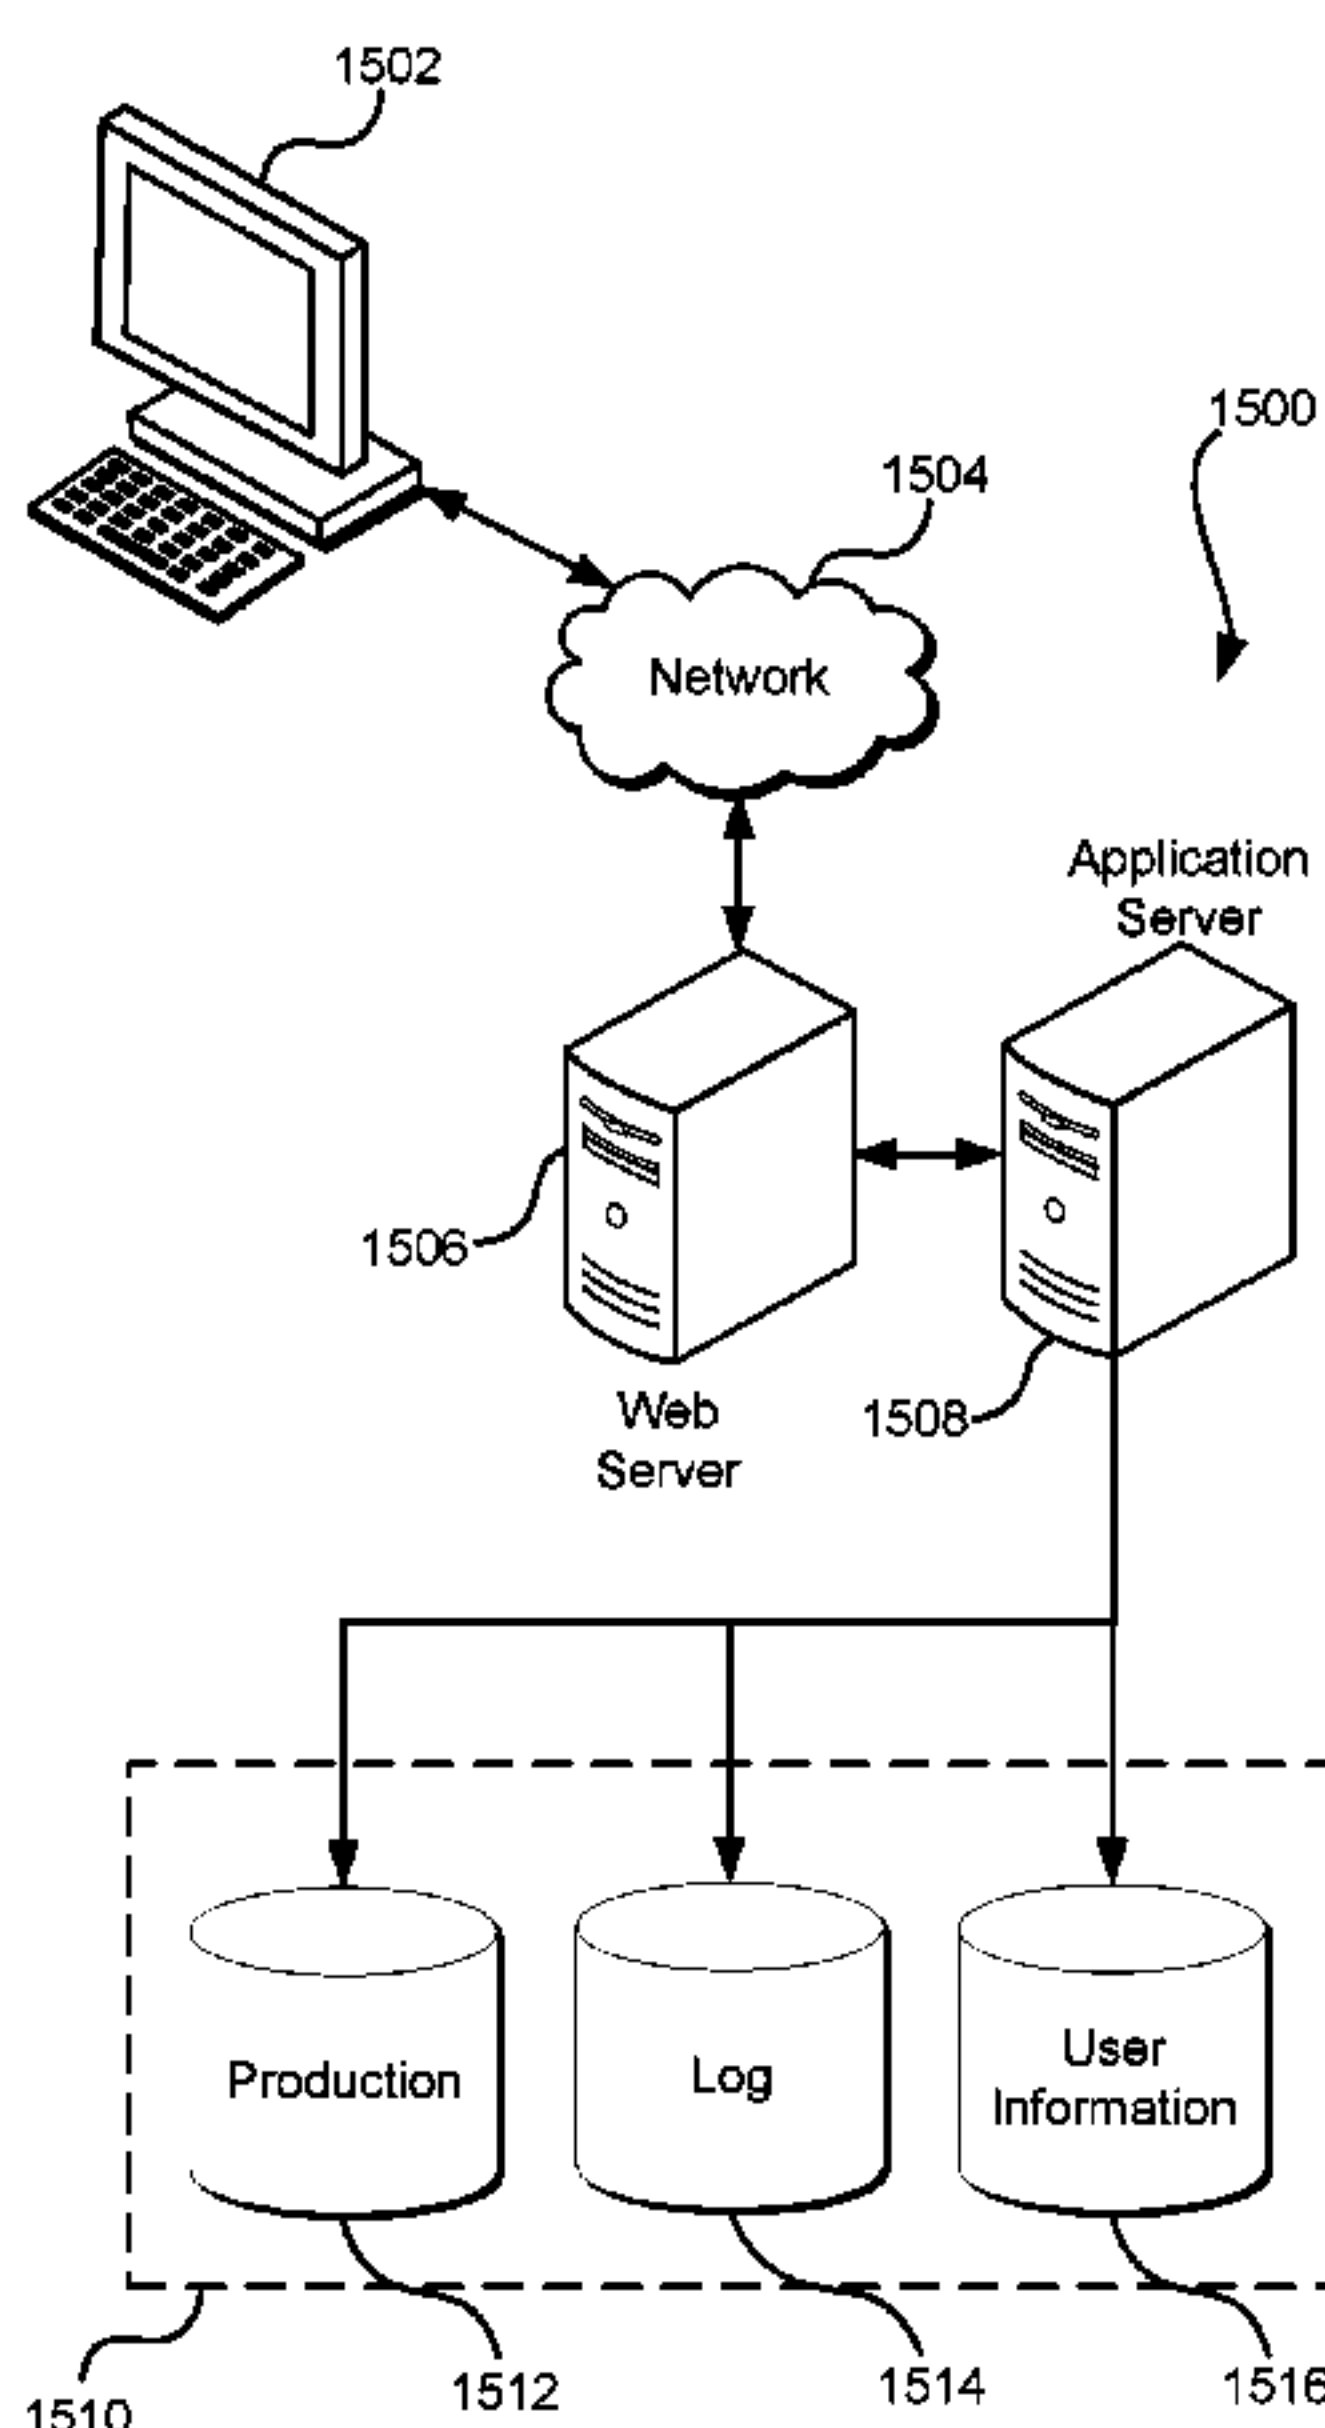 1502
1500
1504
Network
Application
Server
1506
Web
Server
1508
Production
Log
User
Information
1510
1512
1514
1516